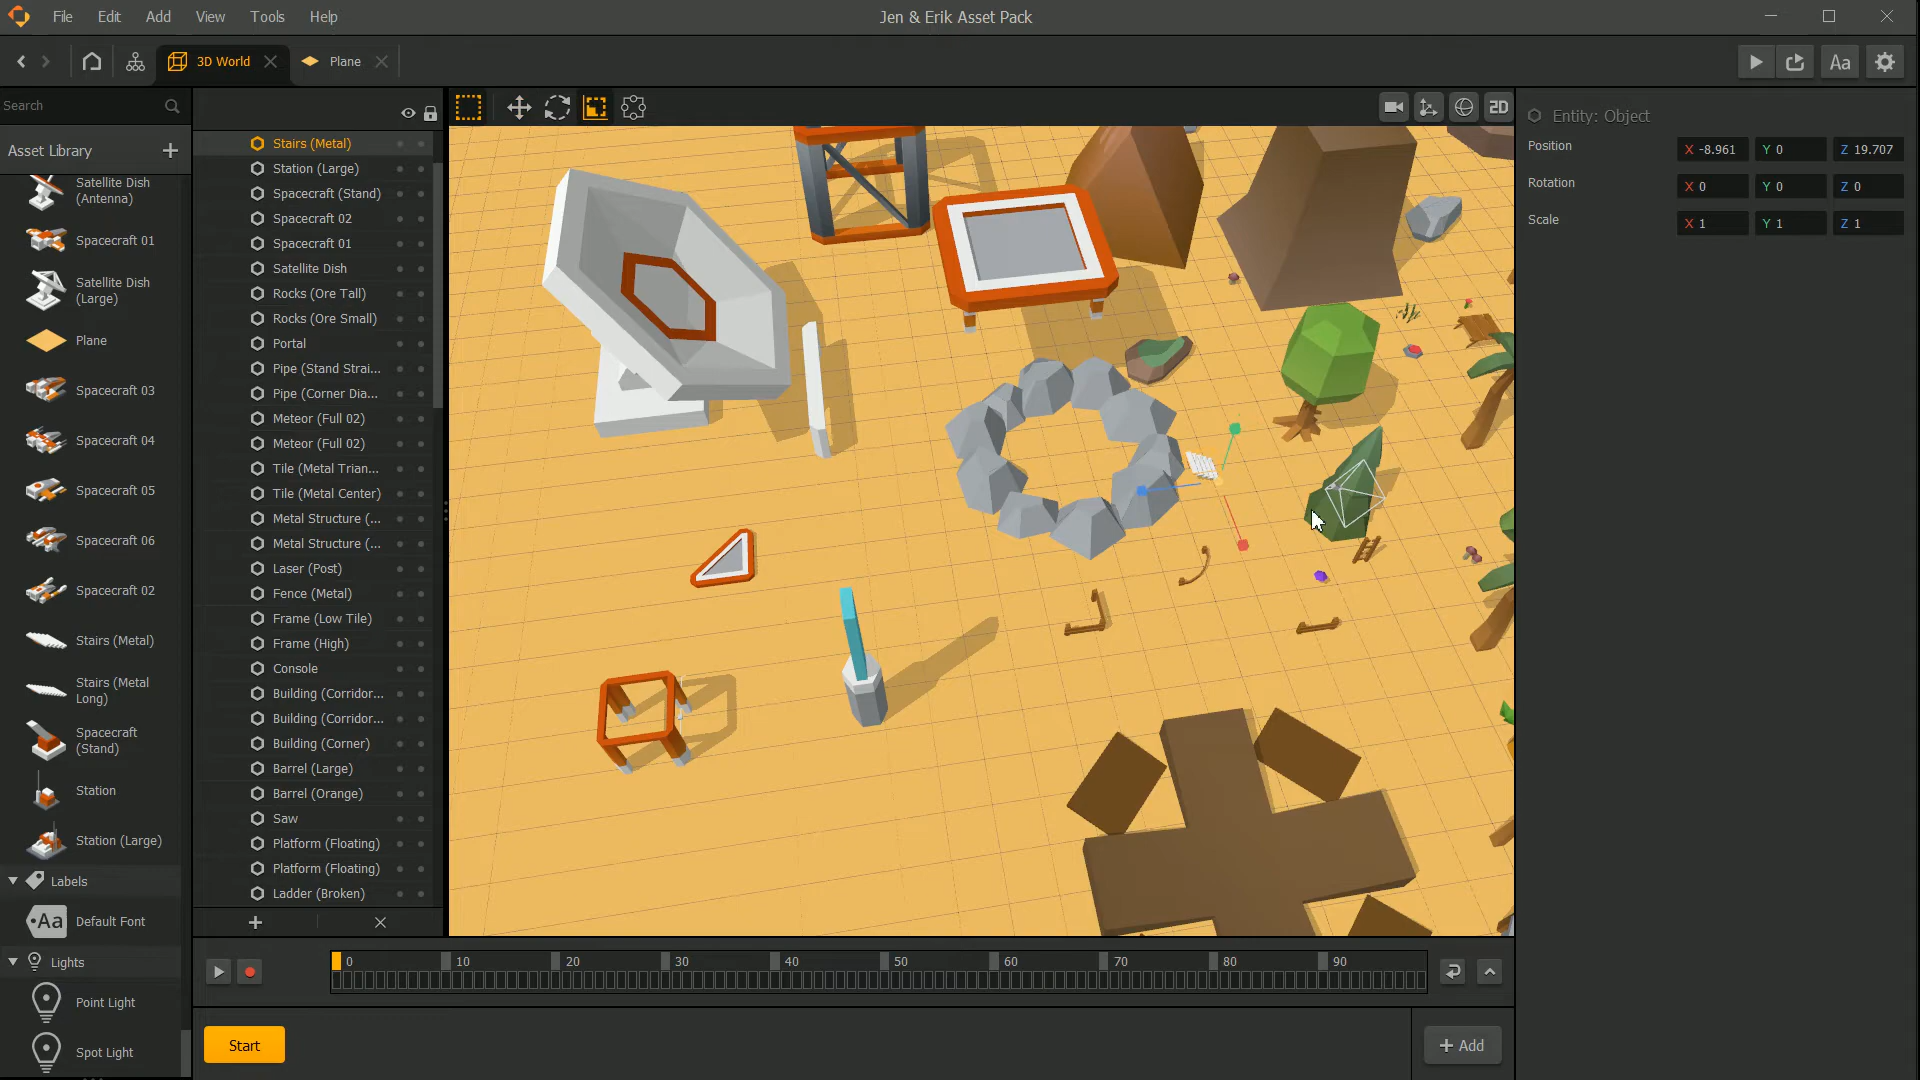 File Edit Add View Tools Help
Jen & Erik Asset Pack
3D World
Plane
Aa
Search
2D
Asset Library
Satellite Dish
(Antenna)
Spacecraft 01
Satellite Dish
(Large)
Plane
Spacecraft 03
Spacecraft 04
Spacecraft 05
Spacecraft 06
Spacecraft 02
Stairs (Metal)
Stairs (Metal
Long)
Spacecraft
(Stand)
Station
Station (Large)
Labels
Aa Default Font
Lights
Point Light
Spot Light
Stairs (Metal)
Station (Large)
Spacecraft (Stand)
Spacecraft 02
Spacecraft 01
Satellite Dish
Rocks (Ore Tall)
Rocks (Ore Small)
Portal
Pipe (Stand Strai...
Pipe (Corner Dia...
Meteor (Full 02)
Meteor (Full 02)
Tile (Metal Trian...
Tile (Metal Center)
Metal Structure (...
Metal Structure (...
Laser (Post)
Fence (Metal)
Frame (Low Tile)
Frame (High)
Console
Building (Corridor...
Building (Corridor...
Building (Corner)
Barrel (Large)
Barrel (Orange)
Saw
Platform (Floating)
Platform (Floating)
Ladder (Broken)
Entity: Object
Position X -8.961 Y 0 Z 19.707
Rotation X 0 Y 0 Z 0
Scale X 1 Y 1 Z 1
0 10 20 30 40 50 60 70 80 90
Start
+ Add